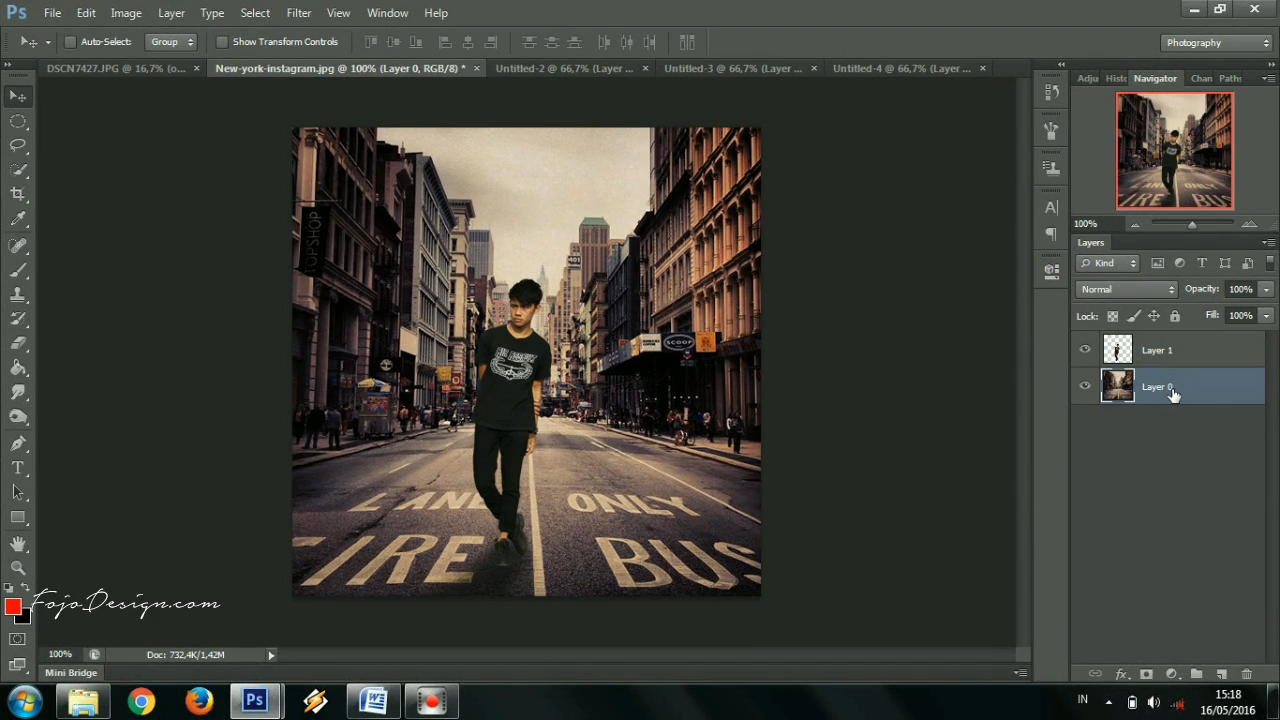 Ps File Edit Image Layer Type Select Filter View Window Help
Auto-Select: Group Show Transform Controls Photography
DSCN7427.JPG @ 16,7% (o... × New-york-instagram.jpg @ 100% (Layer 0, RGB/8) * × Untitled-2 @ 66,7% (Layer ... × Untitled-3 @ 66,7% (Layer ... × Untitled-4 @ 66,7% (Layer ... ×
Adju Histo Navigator Chan Paths
100%
Layers
Kind
Normal Opacity: 100%
Lock: Fill: 100%
Layer 1
Layer 0
TOPSHOP
401
SCOOP
LANE ONLY
FIRE BUS
FojoDesign.com
100% Doc: 732,4K/1,42M
Mini Bridge
Ps
IN 15:18
16/05/2016